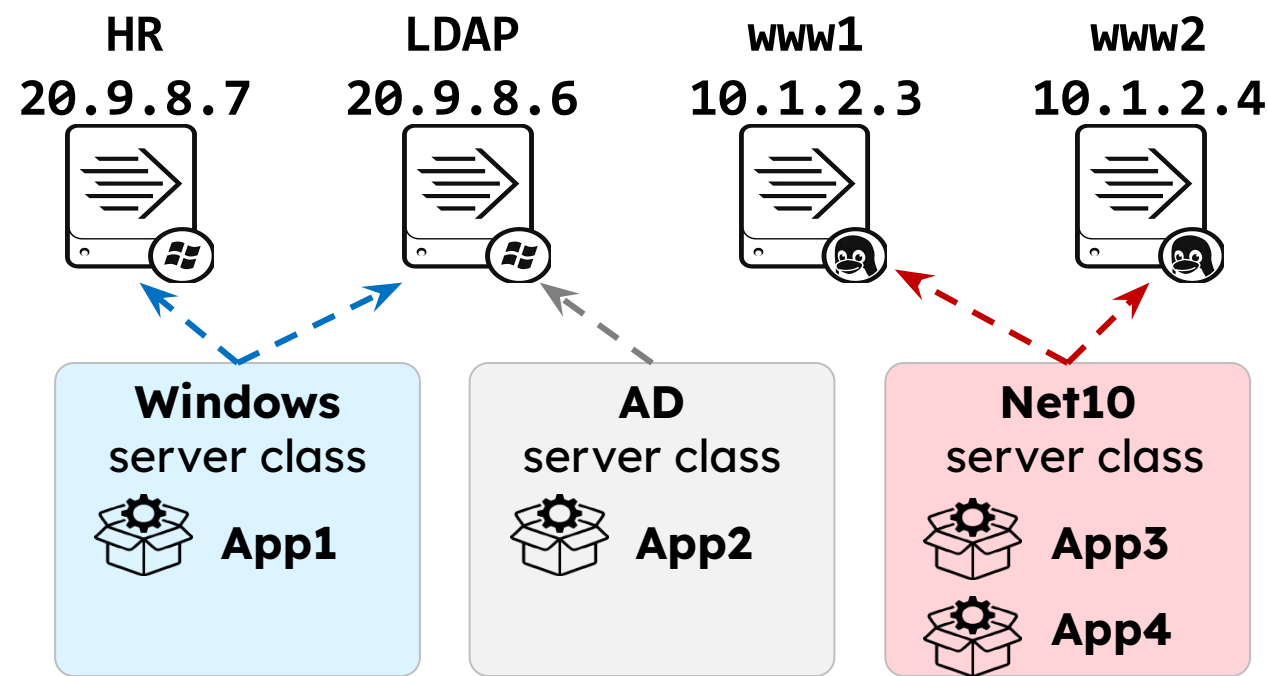 HR
20.9.8.7
LDAP
20.9.8.6
www1
10.1.2.3
www2
10.1.2.4
Windows
server class
App1
AD
server class
App2
Net10
server class
App3
App4